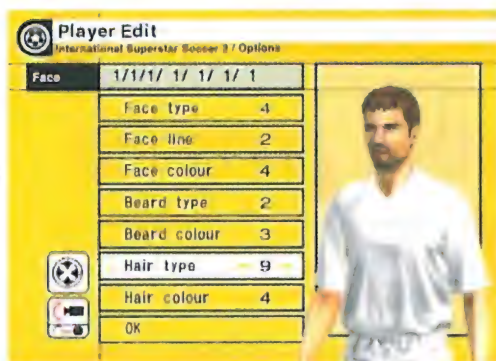 Player Edit
International Superstar Soccer 3 / Options
Face 1/1/1/ 1/ 1/ 1/ 1
Face type 4
Face line 2
Face colour 4
Beard type 2
Beard colour 3
Hair type 9
Hair colour 4
OK